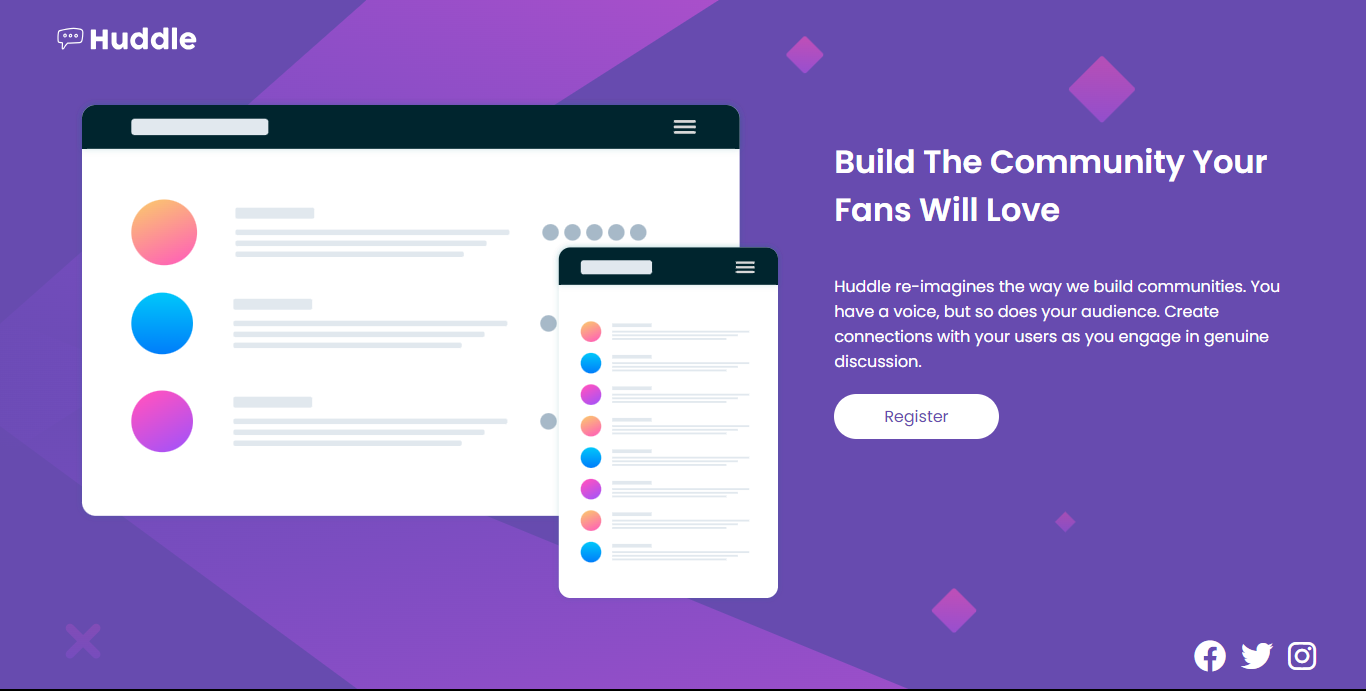 Huddle
Build The Community Your
Fans Will Love
Huddle re-imagines the way we build communities. You
have a voice, but so does your audience. Create
connections with your users as you engage in genuine
discussion.
Register